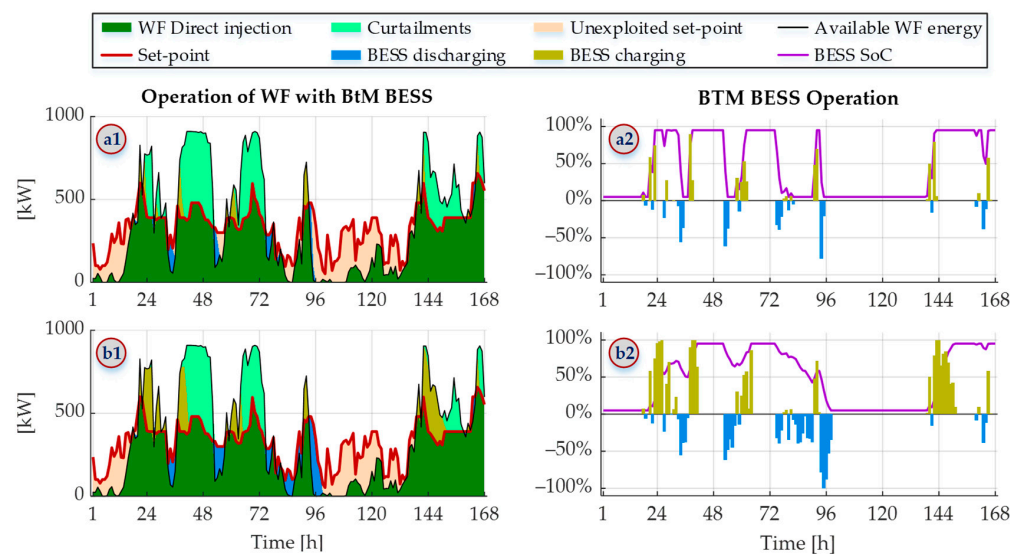 WF Direct injection Curtailments Unexploited set-point Available WF energy
Set-point BESS discharging BESS charging BESS SoC
Operation of WF with BtM BESS
[kW]
1000
500
0
a1
1 24 48 72 96 120 144 168
BTM BESS Operation
100%
50%
0%
−50%
−100%
a2
1 24 48 72 96 120 144 168
[kW]
1000
500
0
b1
1 24 48 72 96 120 144 168
Time [h]
100%
50%
0%
−50%
−100%
b2
1 24 48 72 96 120 144 168
Time [h]